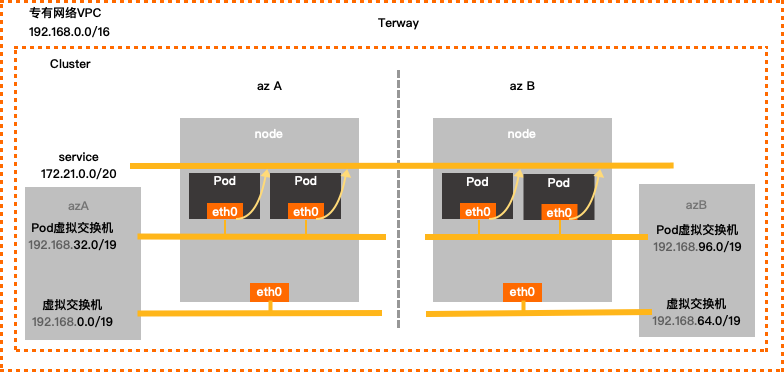 专有网络VPC
192.168.0.0/16
Terway
Cluster
az A
az B
node
node
service
172.21.0.0/20
Pod
Pod
Pod
Pod
eth0
eth0
eth0
eth0
azA
Pod虚拟交换机
192.168.32.0/19
azB
Pod虚拟交换机
192.168.96.0/19
eth0
eth0
虚拟交换机
192.168.0.0/19
虚拟交换机
192.168.64.0/19